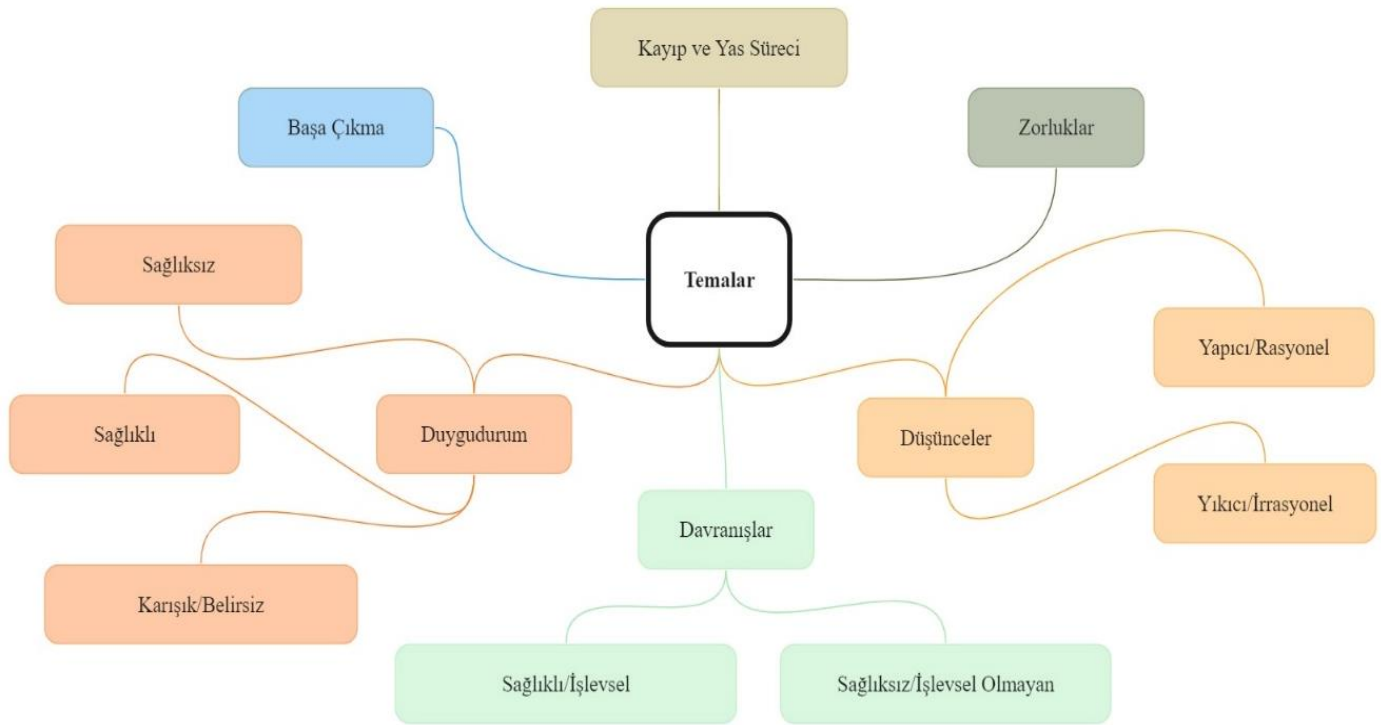 Kayıp ve Yas Süreci
Başa Çıkma
Zorluklar
Temalar
Sağlıksız
Yapıcı/Rasyonel
Sağlıklı
Duygudurum
Düşünceler
Yıkıcı/İrrasyonel
Davranışlar
Karışık/Belirsiz
Sağlıklı/İşlevsel
Sağlıksız/İşlevsel Olmayan